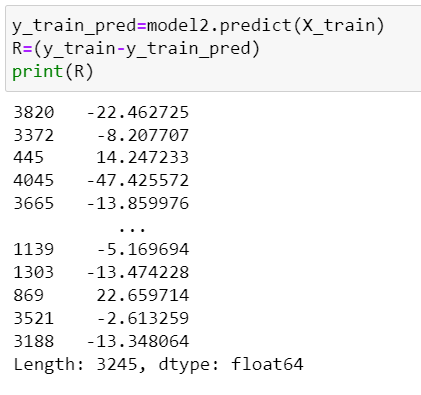 y_train_pred=model2.predict(X_train)
R=(y_train-y_train_pred)
print(R)
3820   -22.462725
3372    -8.207707
445     14.247233
4045   -47.425572
3665   -13.859976
...
1139    -5.169694
1303   -13.474228
869     22.659714
3521    -2.613259
3188   -13.348064
Length: 3245, dtype: float64